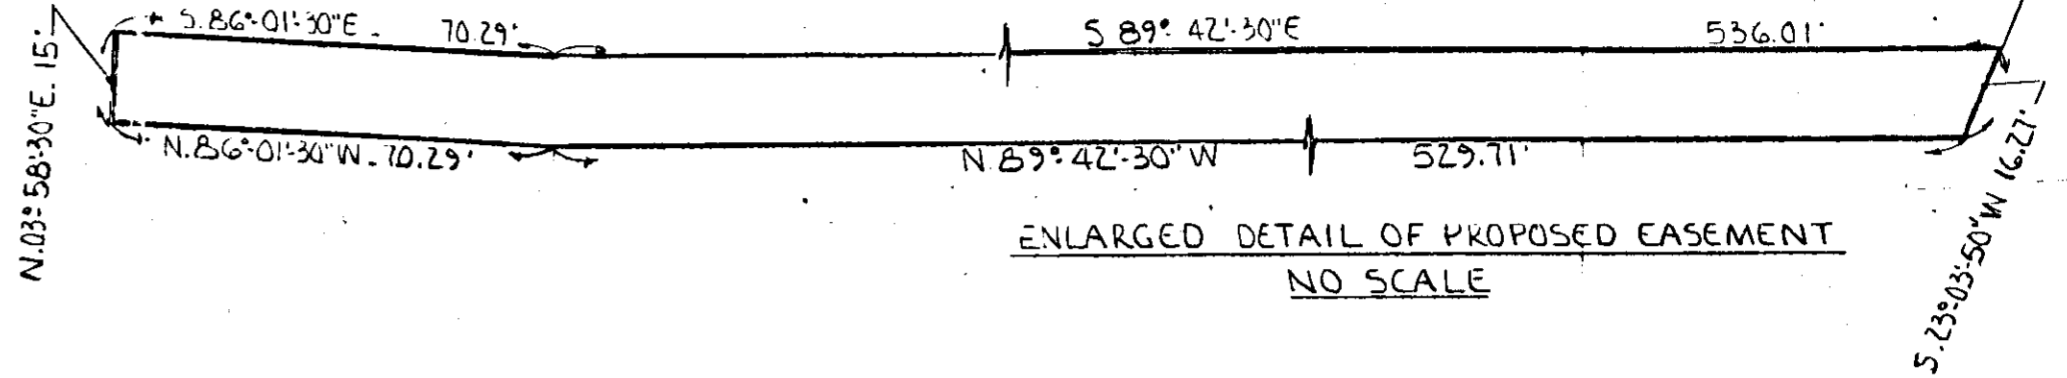 S.86°-01'-30"E. 70.29'
S 89° 42'-30"E 536.01'
N.03° 58'-30"E. 15'
N.86°-01'-30"W. 70.29'
N.89° 42'-30"W 529.71'
S.23°-03'-50"W 16.27'
ENLARGED DETAIL OF PROPOSED EASEMENT
NO SCALE